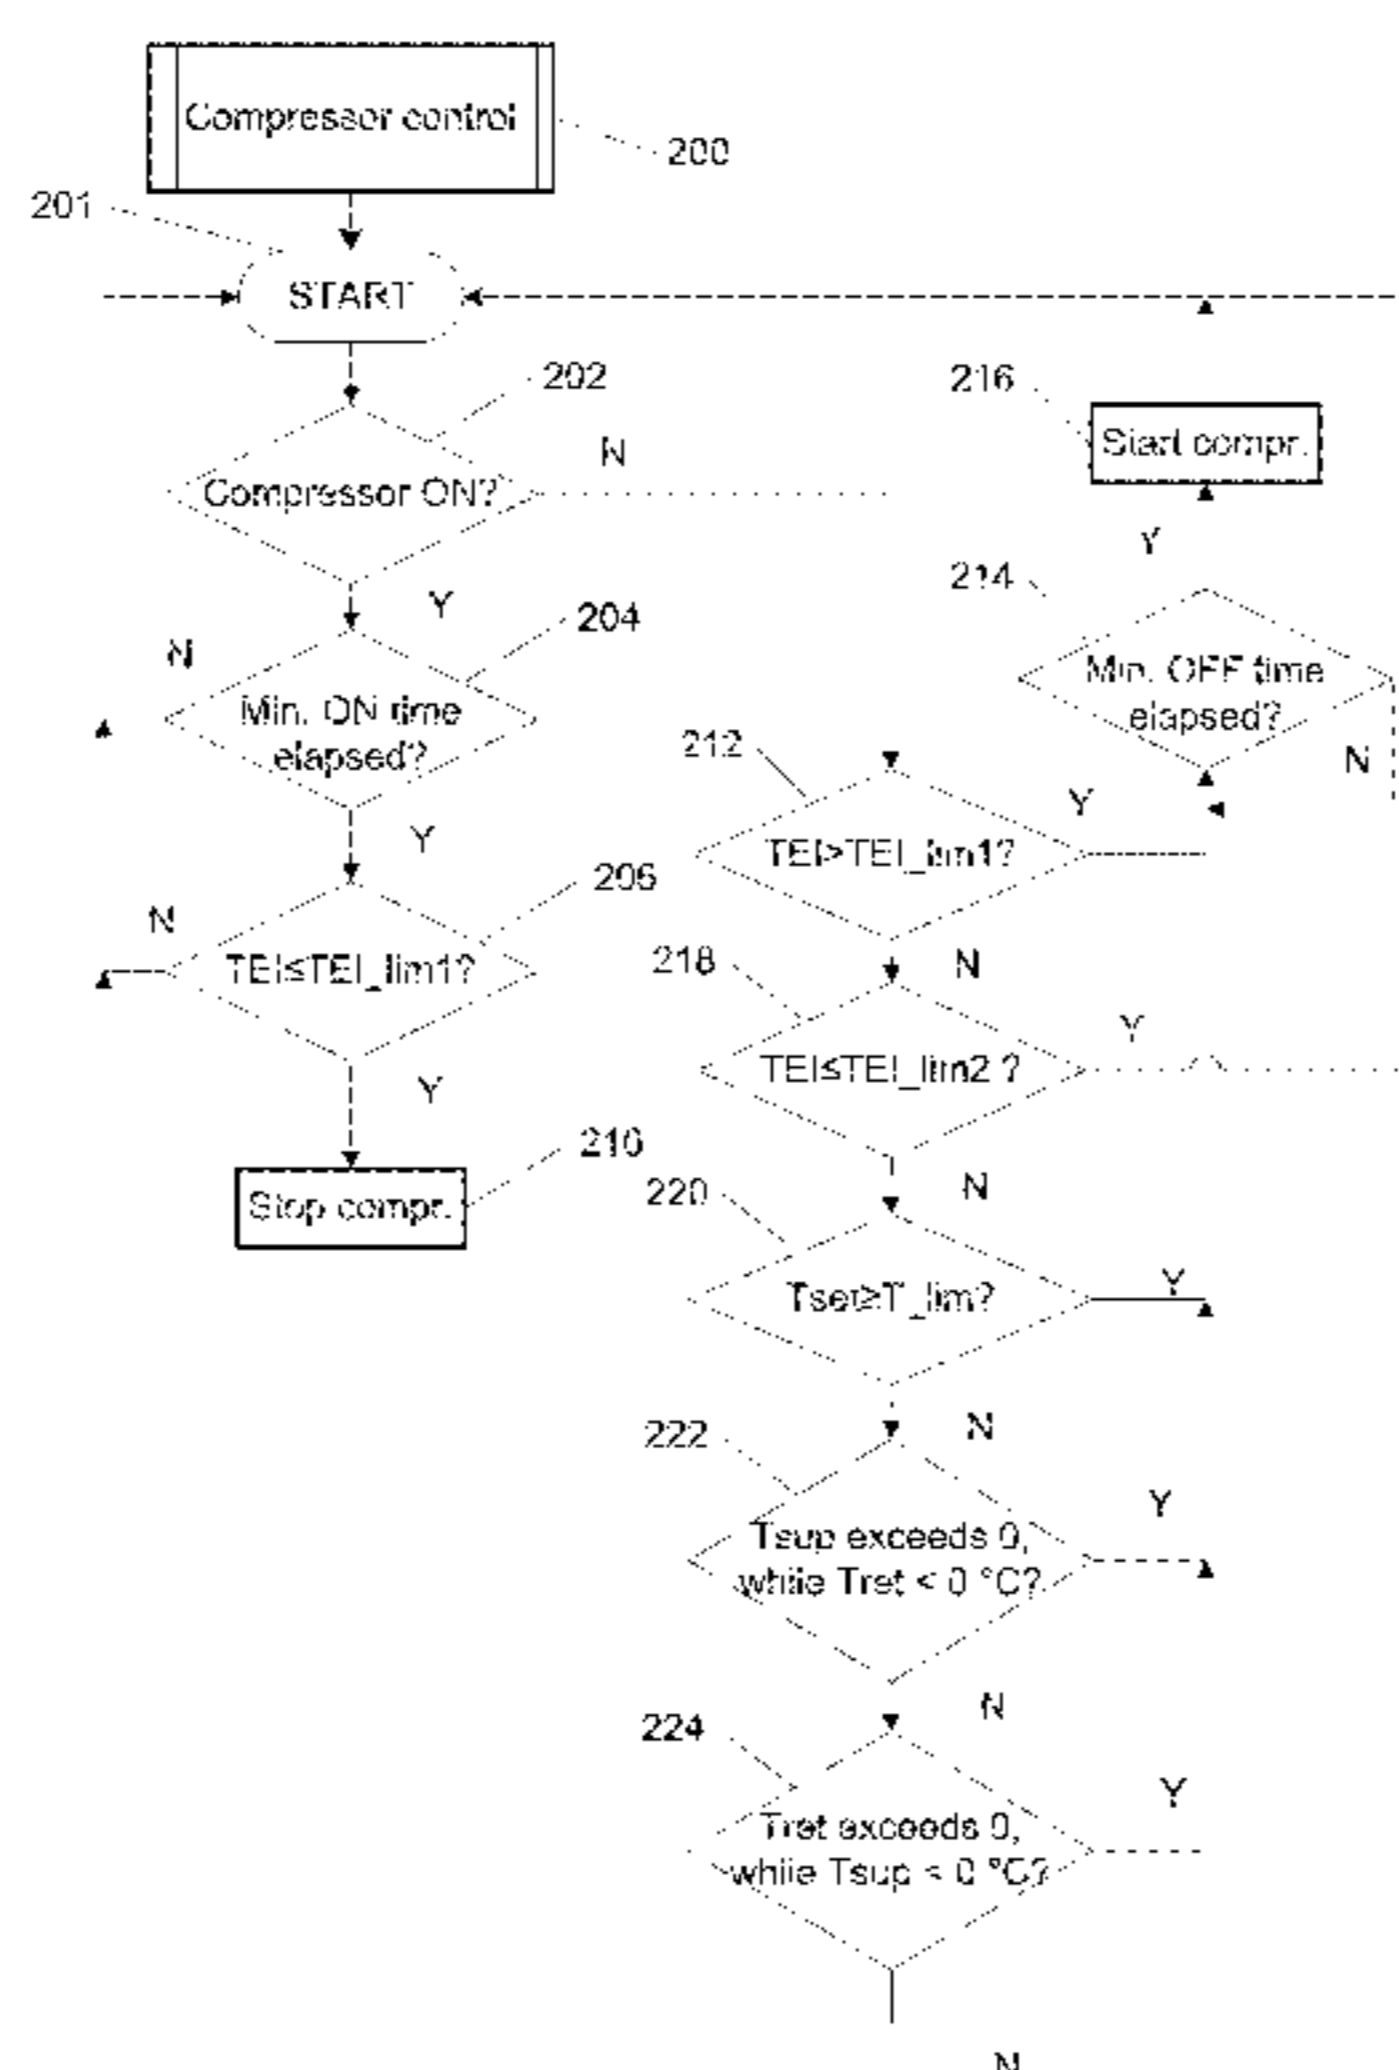 Compressor control
200
201
START
202
216
N
Start compr.
Compressor ON?
Y
214
Y
204
N
Min. OFF time
elapsed?
Min. ON time
elapsed?
212
N
Y
Y
TEI>TEI_lim1?
206
N
218
N
TEI≤TEI_lim1?
Y
TEI≤TEI_lim2 ?
Y
210
220
N
Stop compr.
Tset≥T_lim?
Y
222
N
Y
Tsup exceeds 0,
while Tret < 0 °C?
N
224
Y
Tret exceeds 0,
while Tsup < 0 °C?
N